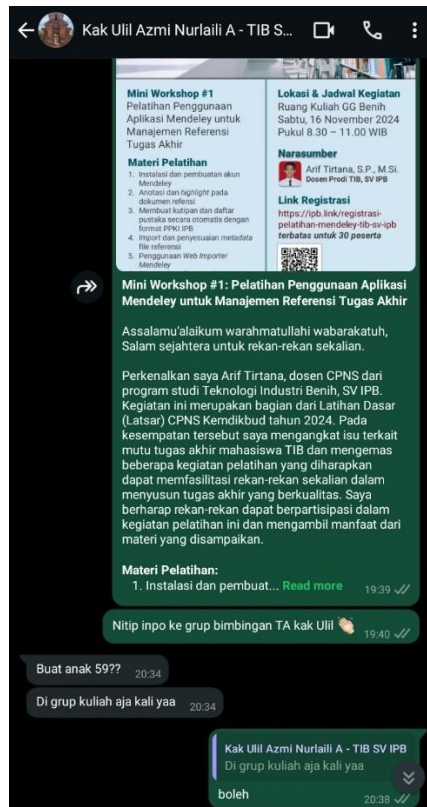 Kak Ulil Azmi Nurlaili A - TIB S...
Mini Workshop #1
Pelatihan Penggunaan
Aplikasi Mendeley untuk
Manajemen Referensi
Tugas Akhir
Materi Pelatihan
1. Instalasi dan pembuatan akun
Mendeley
2. Anotasi dan highlight pada
dokumen refensi
3. Membuat kutipan dan daftar
pustaka secara otomatis dengan
format PPKI IPB
4. Import dan penyesualan metadata
file referensi
5. Penggunaan Web Importer
Mendeley
Lokasi & Jadwal Kegiatan
Ruang Kuliah GG Benih
Sabtu, 16 November 2024
Pukul 8.30 – 11.00 WIB
Narasumber
Arif Tirtana, S.P., M.Si.
Dosen Prodi TIB, SV IPB
Link Registrasi
https://ipb.link/registrasi-
pelatihan-mendeley-tib-sv-ipb
terbatas untuk 30 peserta
Mini Workshop #1: Pelatihan Penggunaan Aplikasi
Mendeley untuk Manajemen Referensi Tugas Akhir
Assalamu'alaikum warahmatullahi wabarakatuh,
Salam sejahtera untuk rekan-rekan sekalian.
Perkenalkan saya Arif Tirtana, dosen CPNS dari
program studi Teknologi Industri Benih, SV IPB.
Kegiatan ini merupakan bagian dari Latihan Dasar
(Latsar) CPNS Kemdikbud tahun 2024. Pada
kesempatan tersebut saya mengangkat isu terkait
mutu tugas akhir mahasiswa TIB dan mengemas
beberapa kegiatan pelatihan yang diharapkan
dapat memfasilitasi rekan-rekan sekalian dalam
menyusun tugas akhir yang berkualitas. Saya
berharap rekan-rekan dapat berpartisipasi dalam
kegiatan pelatihan ini dan mengambil manfaat dari
materi yang disampaikan.
Materi Pelatihan:
1. Instalasi dan pembuat... Read more 19:39
Nitip inpo ke grup bimbingan TA kak Ulil 👏🏻 19:40
Buat anak 59?? 20:34
Di grup kuliah aja kali yaa 20:34
Kak Ulil Azmi Nurlaili A - TIB SV IPB
Di grup kuliah aja kali yaa
boleh 20:38